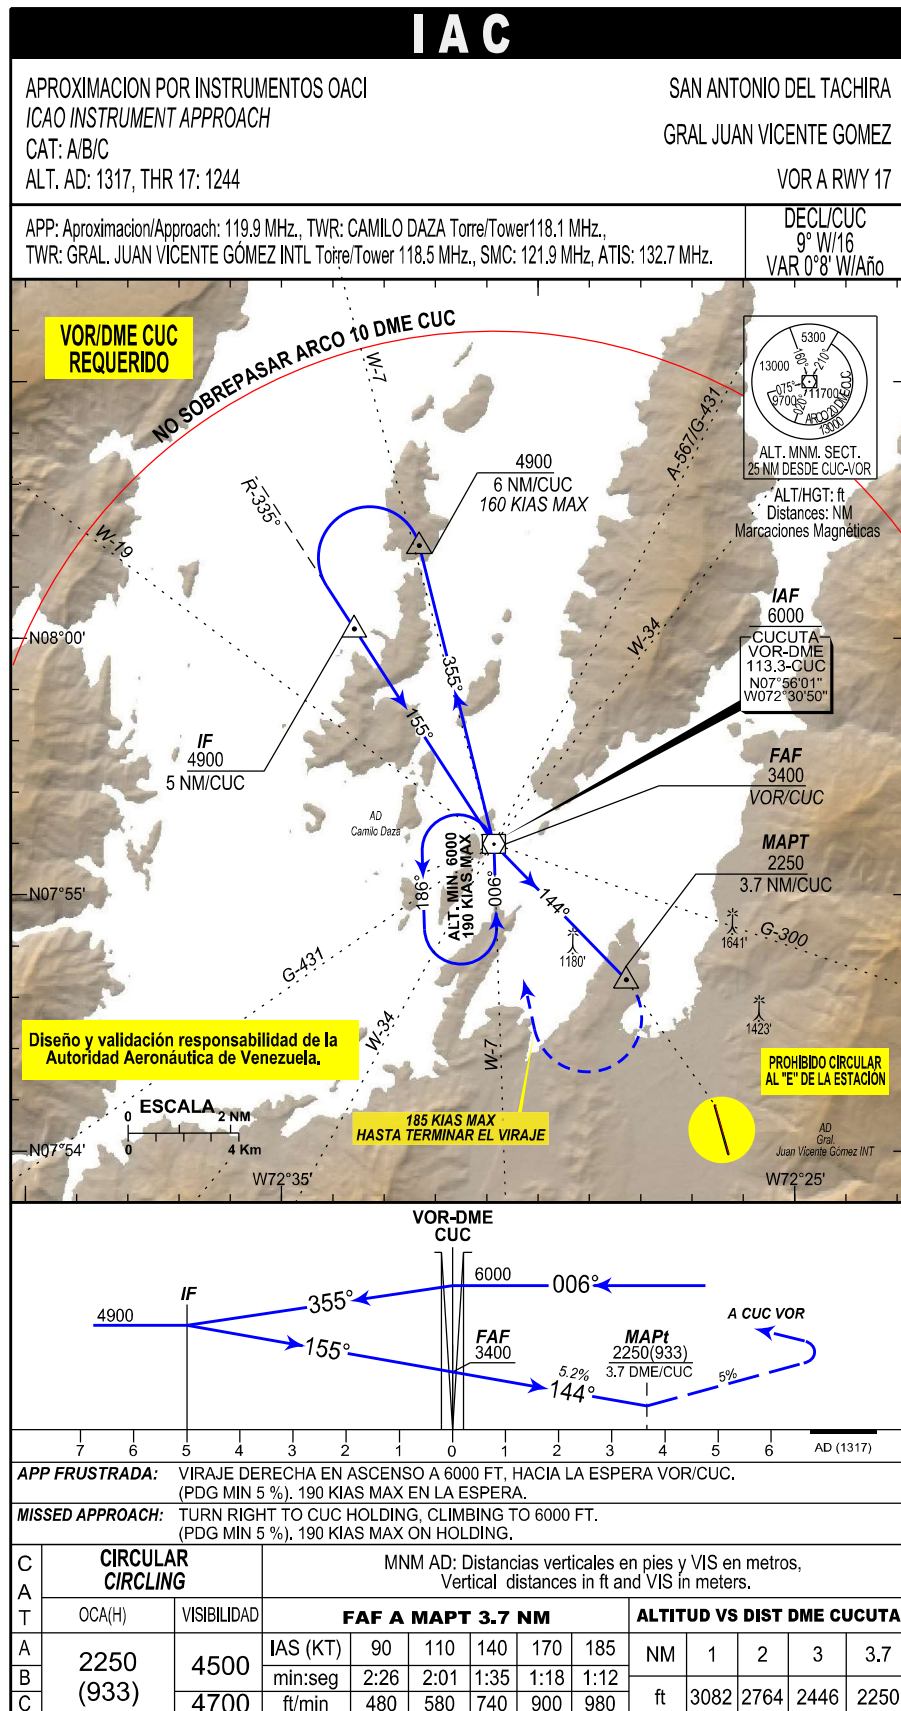 IAC
APROXIMACION POR INSTRUMENTOS OACI
ICAO INSTRUMENT APPROACH
CAT: A/B/C
ALT. AD: 1317, THR 17: 1244
SAN ANTONIO DEL TACHIRA
GRAL JUAN VICENTE GOMEZ
VOR A RWY 17
APP: Aproximacion/Approach: 119.9 MHz., TWR: CAMILO DAZA Torre/Tower118.1 MHz.,
TWR: GRAL. JUAN VICENTE GÓMEZ INTL Torre/Tower 118.5 MHz., SMC: 121.9 MHz, ATIS: 132.7 MHz.
DECL/CUC
9° W/16
VAR 0°8' W/Año
VOR/DME CUC
REQUERIDO
NO SOBREPASAR ARCO 10 DME CUC
W-7
A-567/G-431
5300
13000
160°
210°
075°
9700
020°
11700
ARCO 20 DME CUC
13000
ALT. MNM. SECT.
25 NM DESDE CUC-VOR
ALT/HGT: ft
Distances: NM
Marcaciones Magnéticas
4900
6 NM/CUC
160 KIAS MAX
R-335°
W-19
IAF
6000
CUCUTA
VOR-DME
113.3-CUC
N07°56'01"
W072°30'50"
N08°00'
W-34
355°
155°
IF
4900
5 NM/CUC
FAF
3400
VOR/CUC
AD
Camilo Daza
MAPT
2250
3.7 NM/CUC
N07°55'
186°
ALT. MIN. 6000
190 KIAS MAX
006°
144°
1180'
1641'
G-300
G-431
1423'
W-34
W-7
Diseño y validación responsabilidad de la
Autoridad Aeronáutica de Venezuela.
PROHIBIDO CIRCULAR
AL "E" DE LA ESTACIÓN
ESCALA
0 2 NM
0 4 Km
185 KIAS MAX
HASTA TERMINAR EL VIRAJE
AD
Gral.
Juan Vicente Gomez INT
N07°54'
W72°35'
W72°25'
VOR-DME
CUC
IF
4900
355°
6000
006°
155°
FAF
3400
5.2%
144°
MAPt
2250(933)
3.7 DME/CUC
5%
A CUC VOR
7 6 5 4 3 2 1 0 1 2 3 4 5 6 AD (1317)
APP FRUSTRADA: VIRAJE DERECHA EN ASCENSO A 6000 FT, HACIA LA ESPERA VOR/CUC.
(PDG MIN 5 %). 190 KIAS MAX EN LA ESPERA.
MISSED APPROACH: TURN RIGHT TO CUC HOLDING, CLIMBING TO 6000 FT.
(PDG MIN 5 %). 190 KIAS MAX ON HOLDING.
CAT
CIRCULAR
CIRCLING
MNM AD: Distancias verticales en pies y VIS en metros,
Vertical distances in ft and VIS in meters.
OCA(H) VISIBILIDAD FAF A MAPT 3.7 NM ALTITUD VS DIST DME CUCUTA
A 2250 4500 IAS (KT) 90 110 140 170 185 NM 1 2 3 3.7
B (933) min:seg 2:26 2:01 1:35 1:18 1:12
C 4700 ft/min 480 580 740 900 980 ft 3082 2764 2446 2250